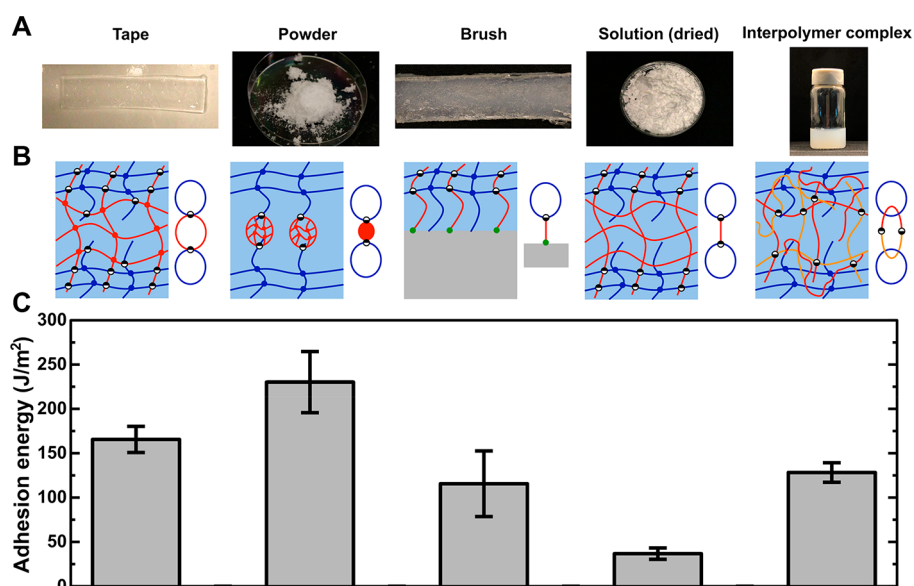 A
Tape
Powder
Brush
Solution (dried)
Interpolymer complex
B
C
Adhesion energy (J/m²)
300
250
200
150
100
50
0